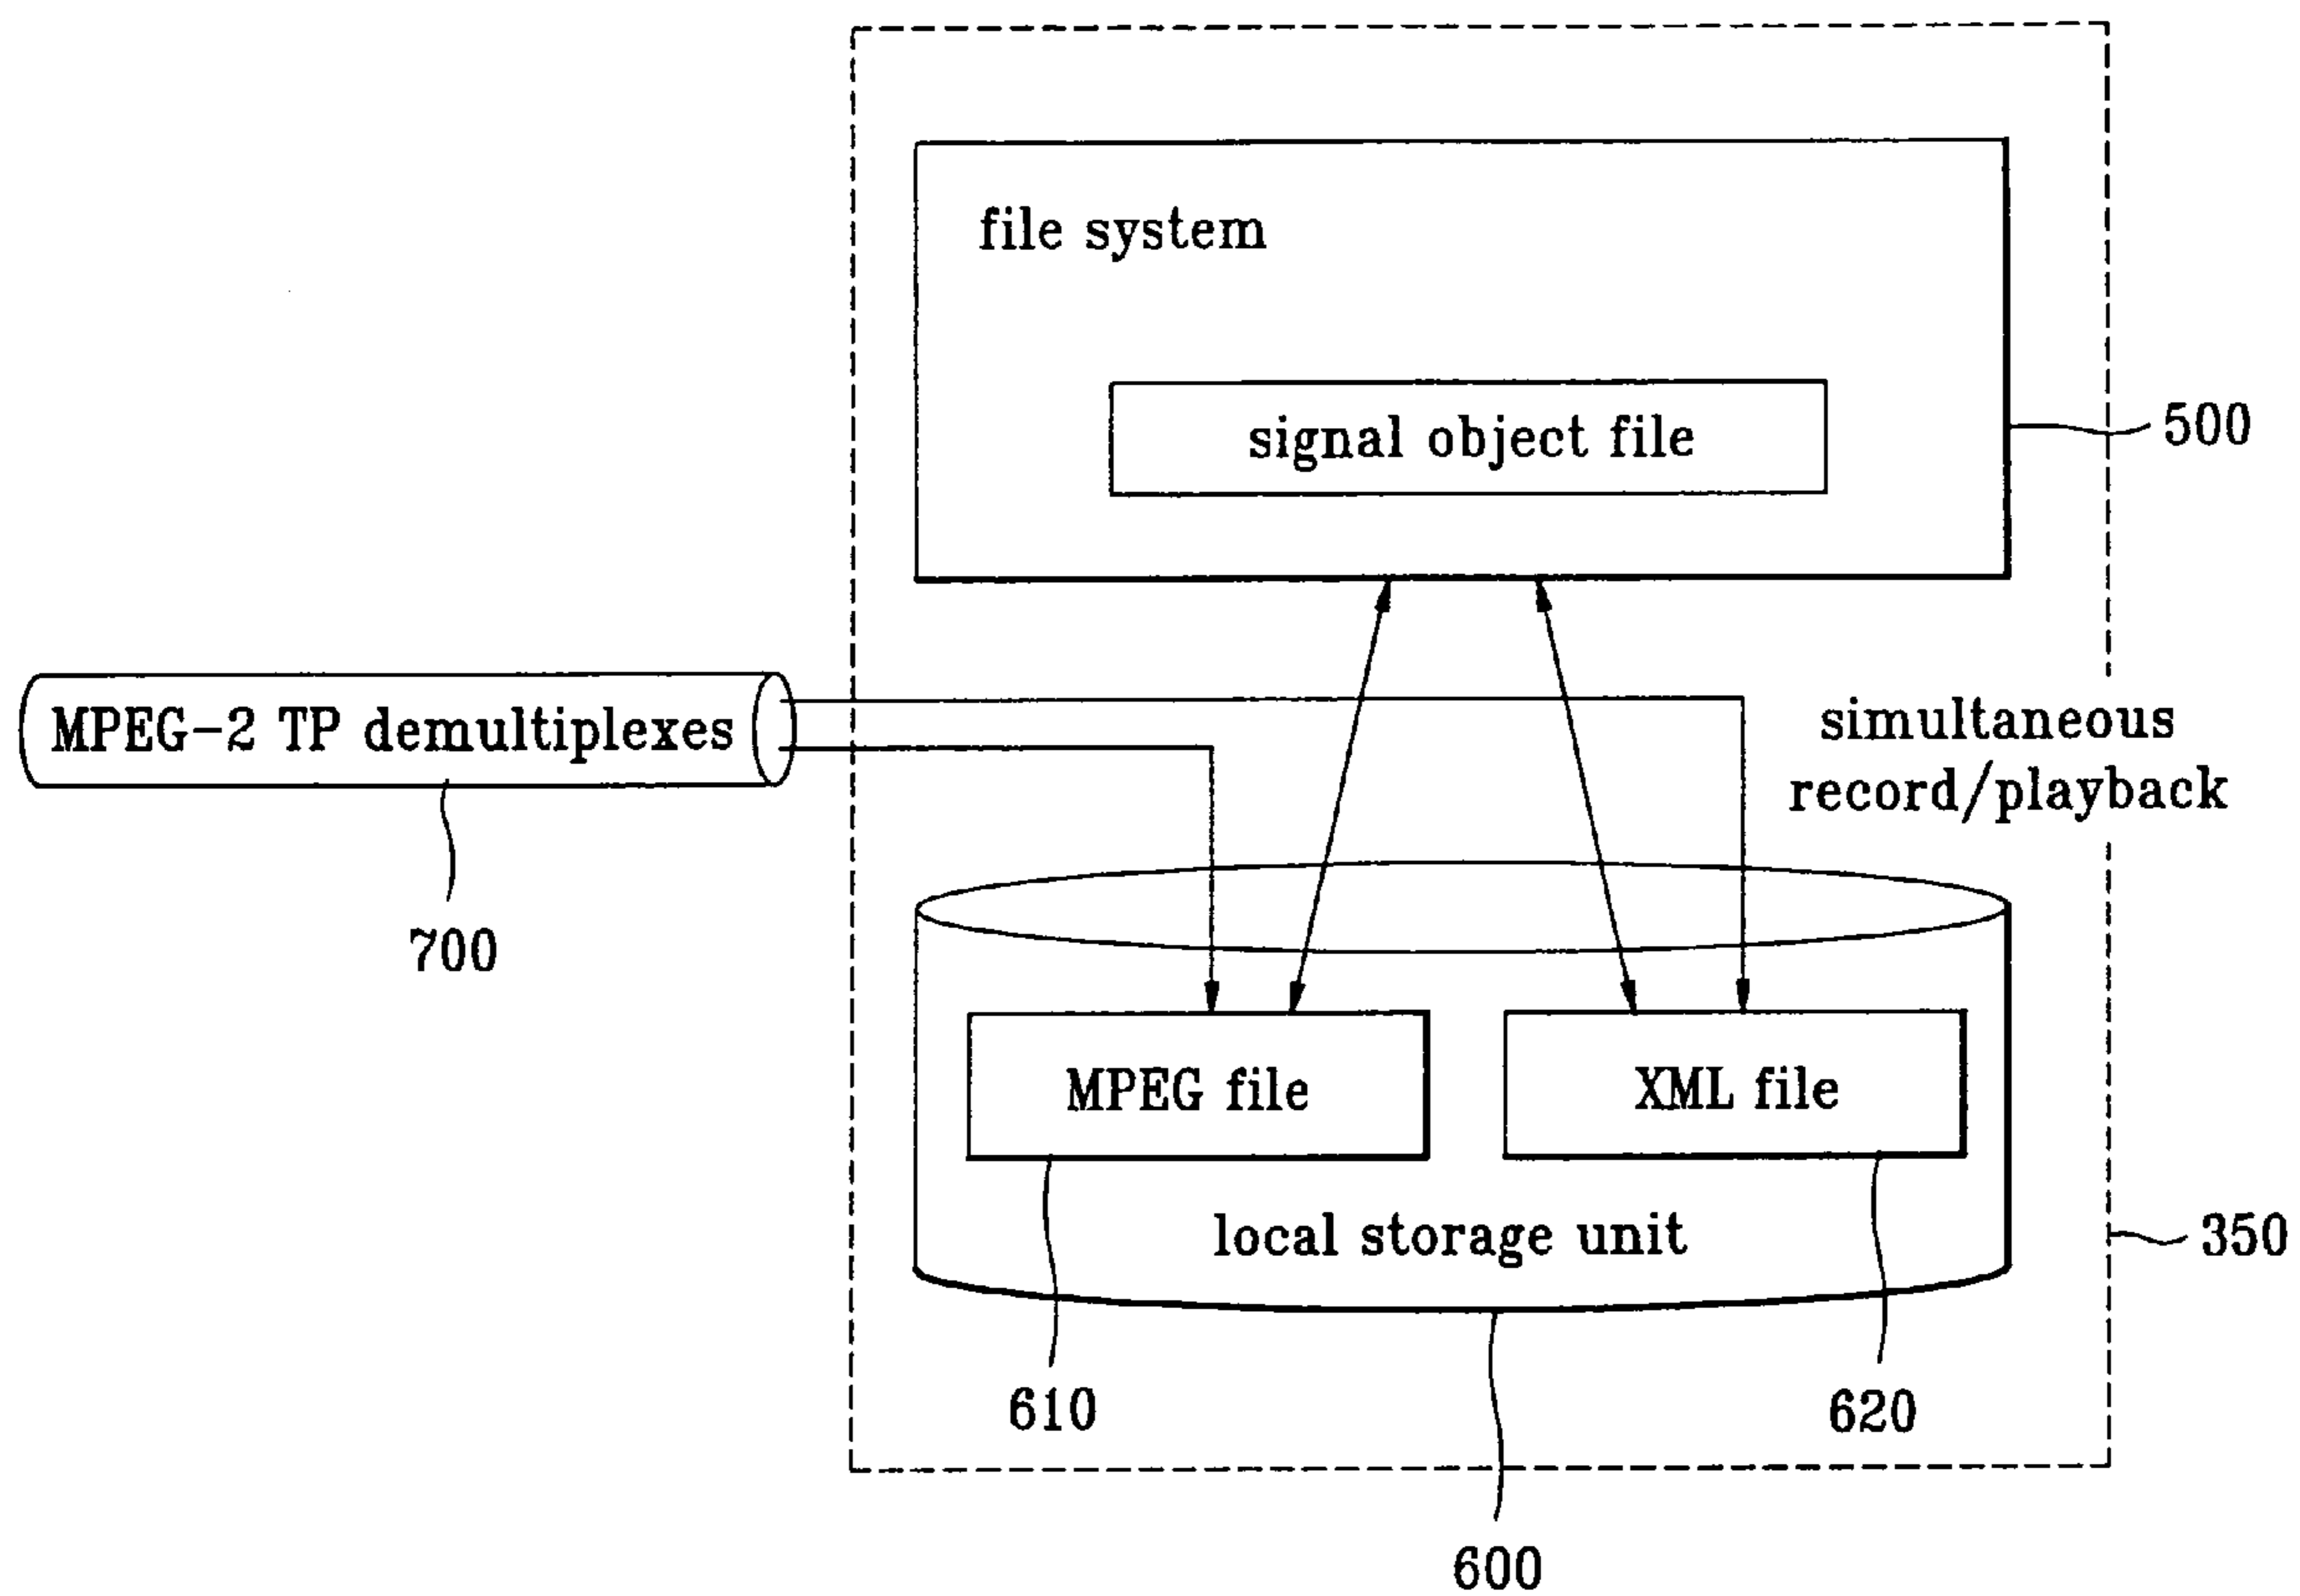 file system
signal object file
500
MPEG-2 TP demultiplexes
simultaneous
record/playback
700
MPEG file
XML file
local storage unit
350
610
620
600